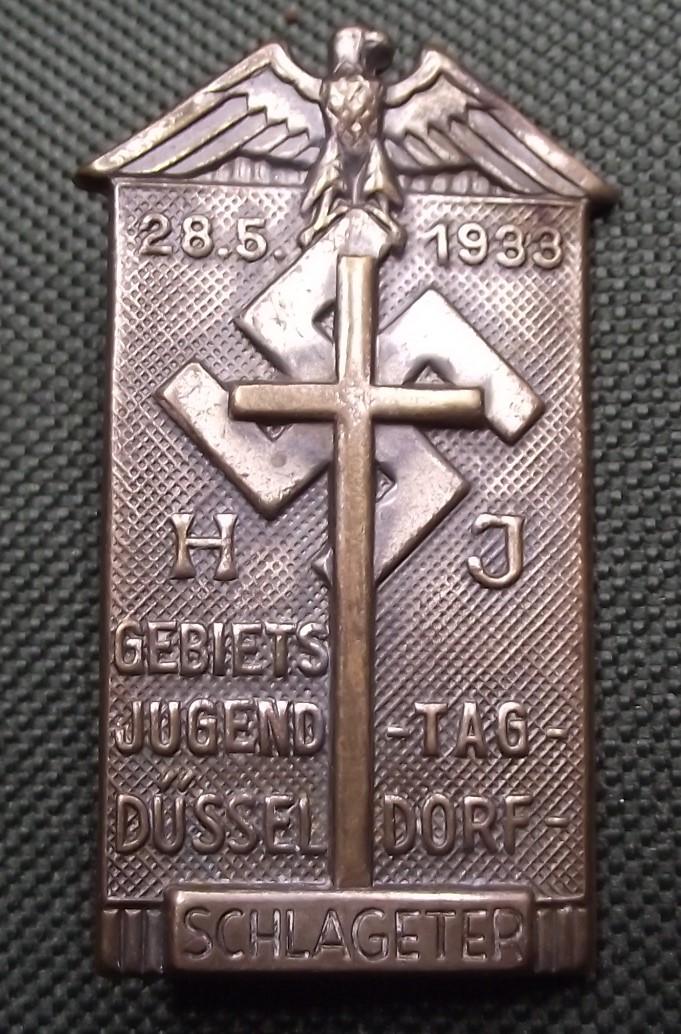 28.5. 1933
H J
GEBIETS
JUGEND -TAG-
DÜSSEL DORF-
SCHLAGETER